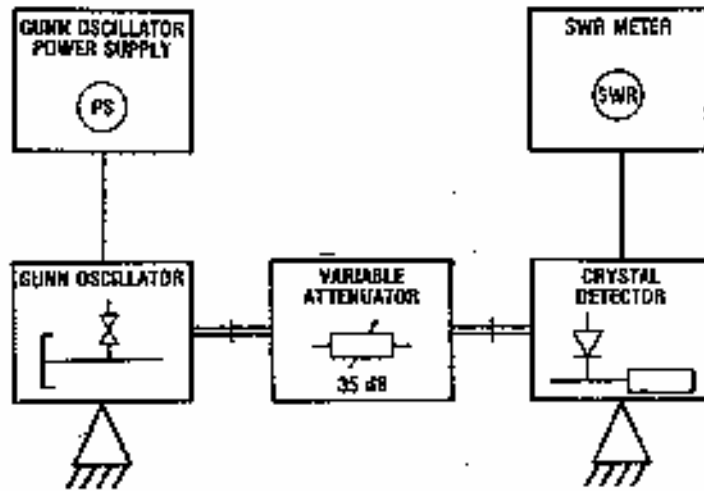 GUNN OSCILLATOR
POWER SUPPLY
PS
SWR METER
SWR
GUNN OSCILLATOR
VARIABLE
ATTENUATOR
35 dB
CRYSTAL
DETECTOR